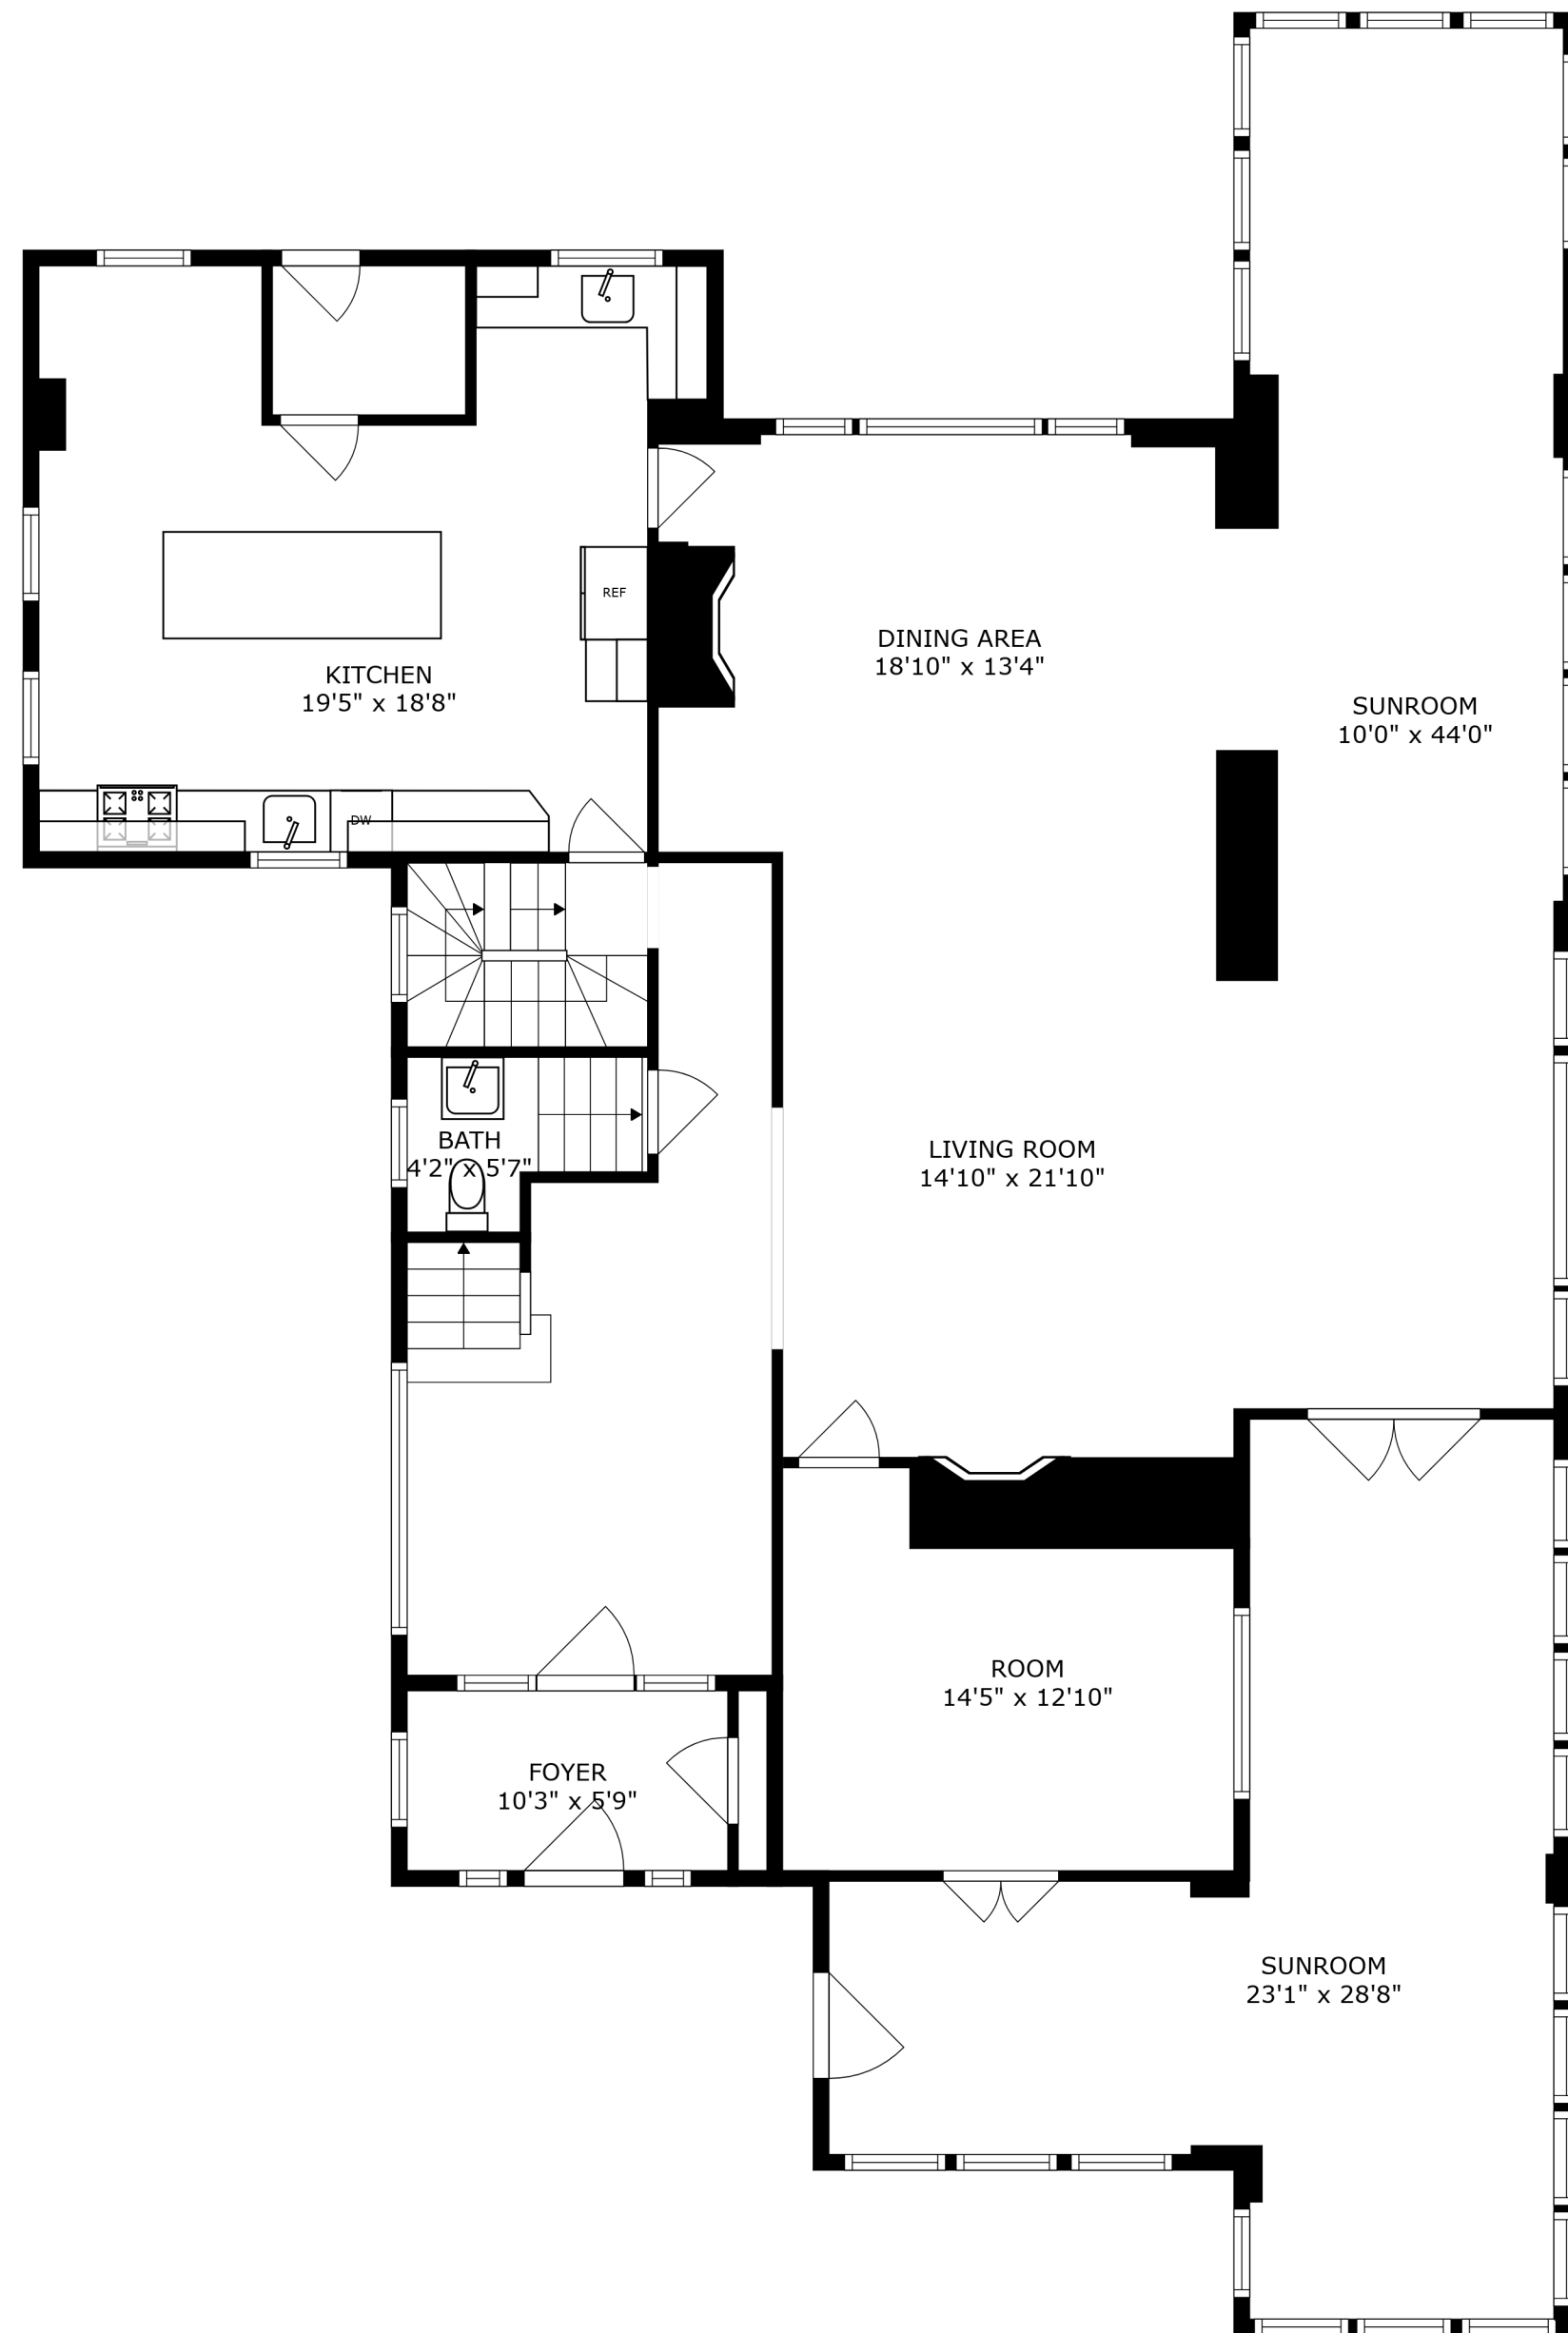 REF
DINING AREA
18'10" x 13'4"
KITCHEN
19'5" x 18'8"
SUNROOM
10'0" x 44'0"
DW
BATH
4'2" x 5'7"
LIVING ROOM
14'10" x 21'10"
ROOM
14'5" x 12'10"
FOYER
10'3" x 5'9"
SUNROOM
23'1" x 28'8"